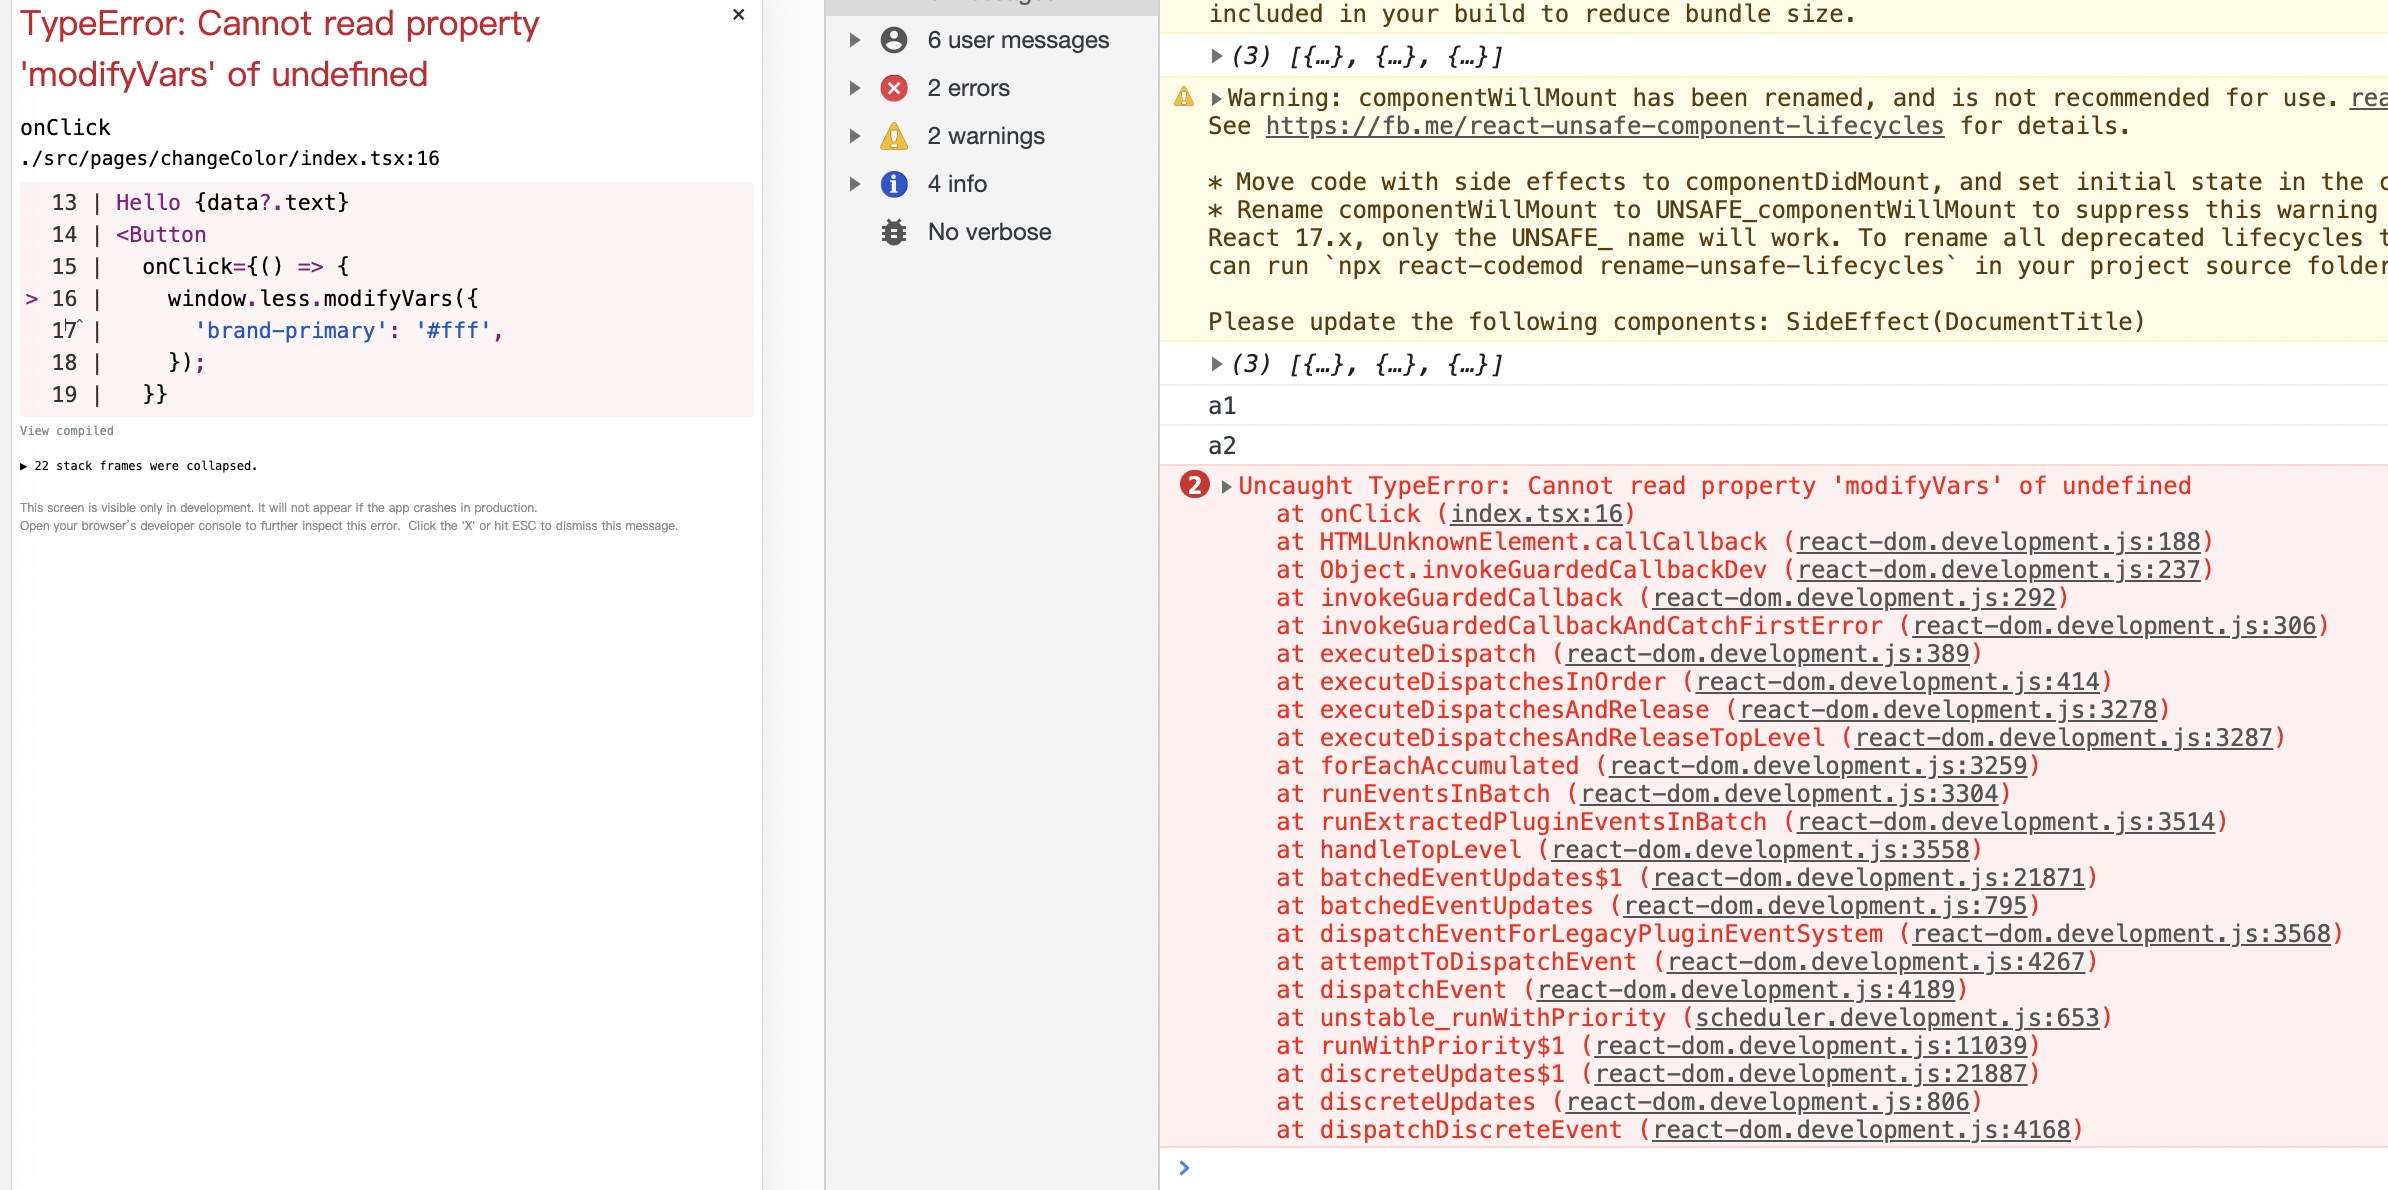 TypeError: Cannot read property
'modifyVars' of undefined
×
onClick
./src/pages/changeColor/index.tsx:16
13 | Hello {data?.text}
14 | <Button
15 |   onClick={() => {
> 16 |     window.less.modifyVars({
17 |       'brand-primary': '#fff',
18 |     });
19 |   }}
View compiled
▶ 22 stack frames were collapsed.
This screen is visible only in development. It will not appear if the app crashes in production.
Open your browser's developer console to further inspect this error.  Click the 'X' or hit ESC to dismiss this message.
6 user messages
2 errors
2 warnings
4 info
No verbose
included in your build to reduce bundle size.
▶(3) [{…}, {…}, {…}]
▶Warning: componentWillMount has been renamed, and is not recommended for use.
See https://fb.me/react-unsafe-component-lifecycles for details.
* Move code with side effects to componentDidMount, and set initial state in the
* Rename componentWillMount to UNSAFE_componentWillMount to suppress this warning
React 17.x, only the UNSAFE_ name will work. To rename all deprecated lifecycles
can run `npx react-codemod rename-unsafe-lifecycles` in your project source folder
Please update the following components: SideEffect(DocumentTitle)
▶(3) [{…}, {…}, {…}]
a1
a2
2 ▶Uncaught TypeError: Cannot read property 'modifyVars' of undefined
at onClick (index.tsx:16)
at HTMLUnknownElement.callCallback (react-dom.development.js:188)
at Object.invokeGuardedCallbackDev (react-dom.development.js:237)
at invokeGuardedCallback (react-dom.development.js:292)
at invokeGuardedCallbackAndCatchFirstError (react-dom.development.js:306)
at executeDispatch (react-dom.development.js:389)
at executeDispatchesInOrder (react-dom.development.js:414)
at executeDispatchesAndRelease (react-dom.development.js:3278)
at executeDispatchesAndReleaseTopLevel (react-dom.development.js:3287)
at forEachAccumulated (react-dom.development.js:3259)
at runEventsInBatch (react-dom.development.js:3304)
at runExtractedPluginEventsInBatch (react-dom.development.js:3514)
at handleTopLevel (react-dom.development.js:3558)
at batchedEventUpdates$1 (react-dom.development.js:21871)
at batchedEventUpdates (react-dom.development.js:795)
at dispatchEventForLegacyPluginEventSystem (react-dom.development.js:3568)
at attemptToDispatchEvent (react-dom.development.js:4267)
at dispatchEvent (react-dom.development.js:4189)
at unstable_runWithPriority (scheduler.development.js:653)
at runWithPriority$1 (react-dom.development.js:11039)
at discreteUpdates$1 (react-dom.development.js:21887)
at discreteUpdates (react-dom.development.js:806)
at dispatchDiscreteEvent (react-dom.development.js:4168)